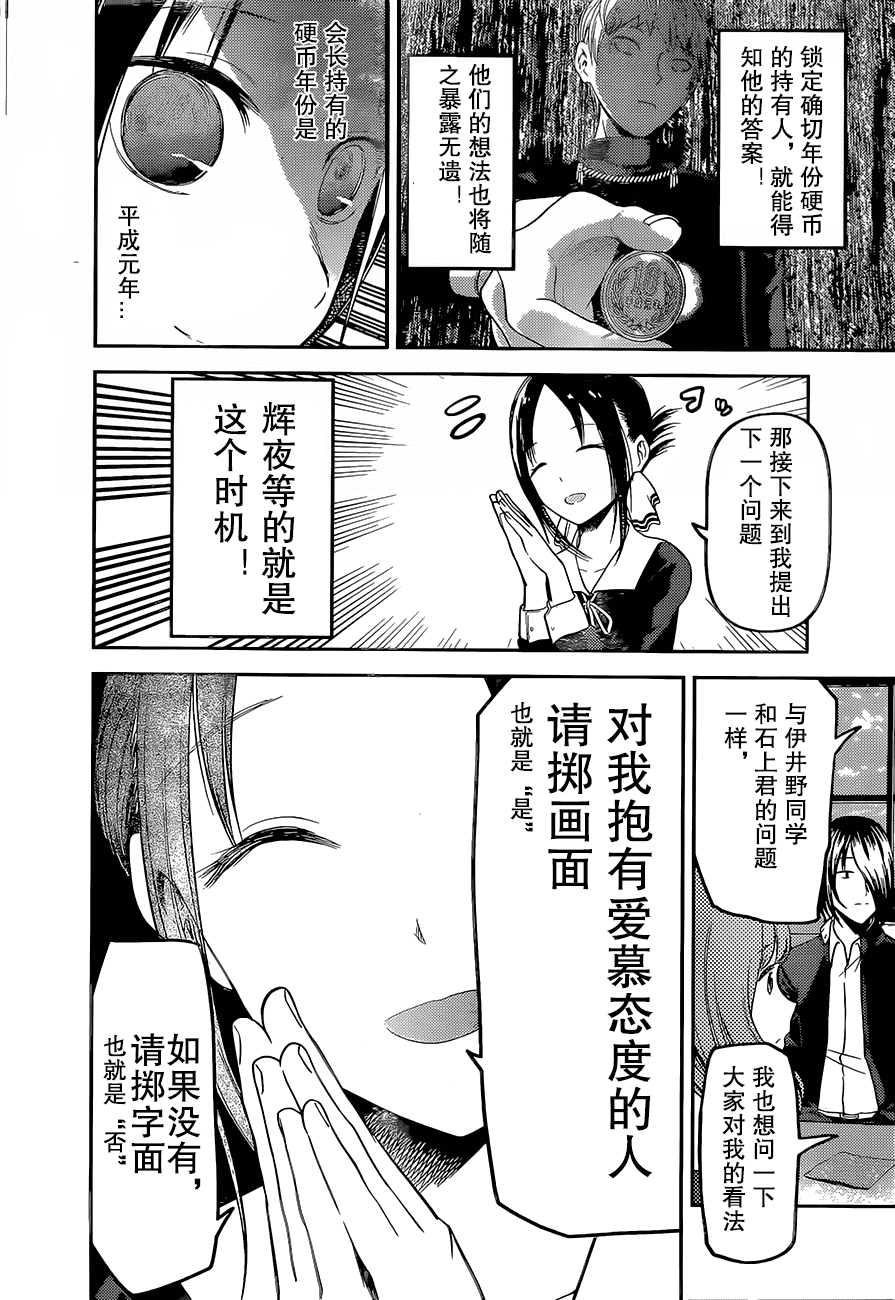 锁定确切年份硬币
的持有人，就能得
知他的答案！
他们的想法也将随
之暴露无遗！
10
会长持有的
硬币年份是
平成元年…
那接下来到我提出
下一个问题
辉夜等的就是
这个时机！
与伊井野同学
和石上君的问题
一样，
我也想问一下
大家对我的看法
对我抱有爱慕态度的人
请掷画面
也就是“是”
如果没有，
请掷字面
也就是“否”